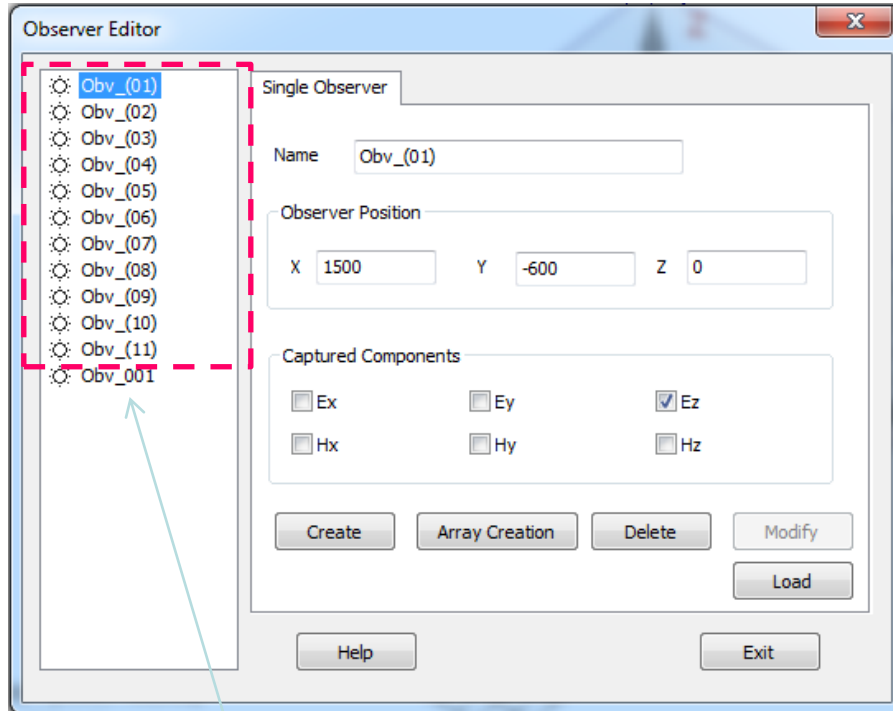 Observer Editor
Obv_(01)
Obv_(02)
Obv_(03)
Obv_(04)
Obv_(05)
Obv_(06)
Obv_(07)
Obv_(08)
Obv_(09)
Obv_(10)
Obv_(11)
Obv_001
Single Observer
Name Obv_(01)
Observer Position
X 1500 Y -600 Z 0
Captured Components
Ex Ey Ez
Hx Hy Hz
Create Array Creation Delete Modify
Load
Help Exit